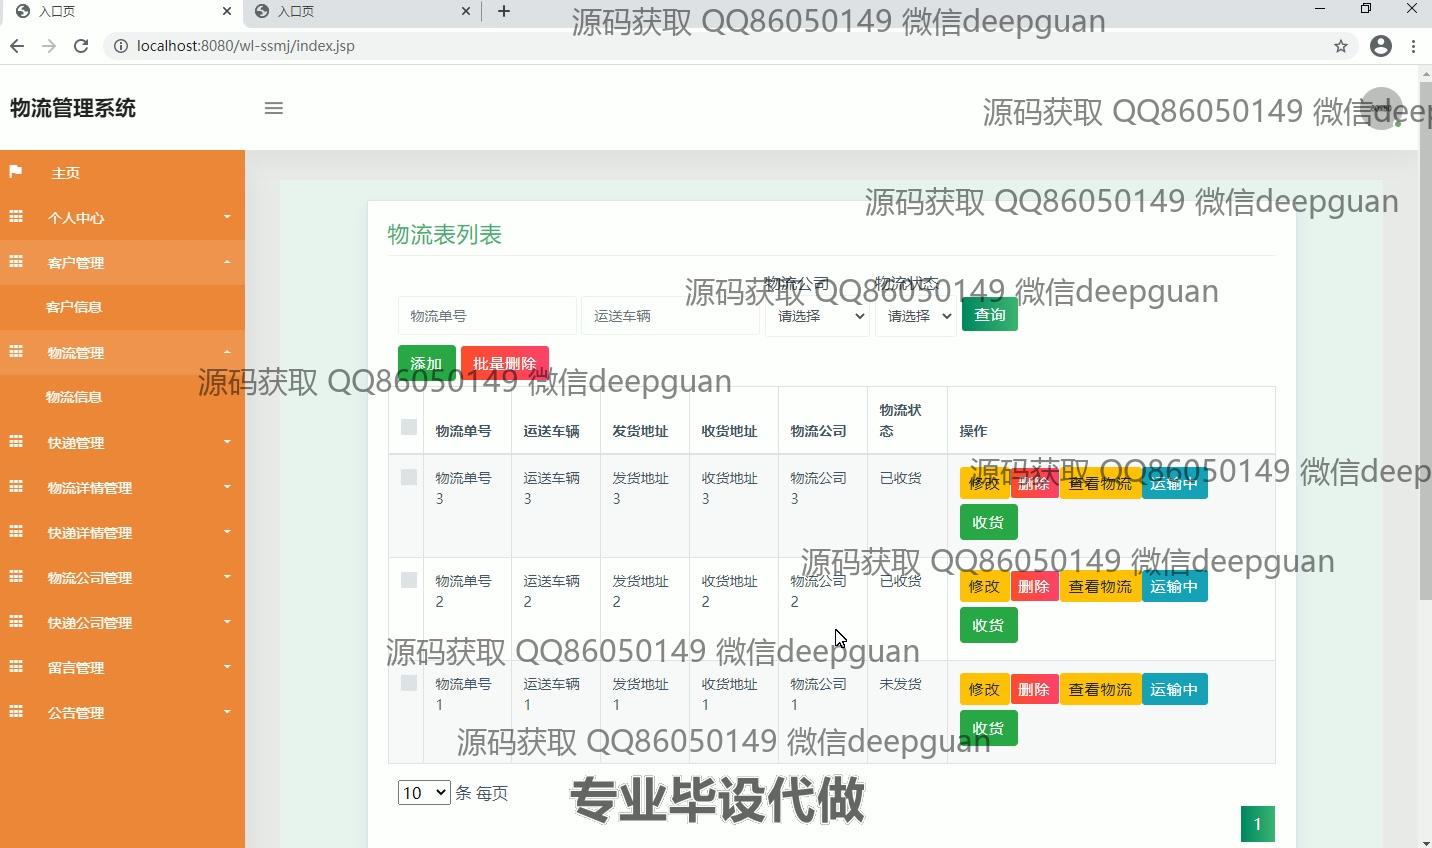 入口页
入口页
源码获取 QQ86050149 微信deepguan
localhost:8080/wl-ssmj/index.jsp
物流管理系统
源码获取 QQ86050149 微信deep
主页
源码获取 QQ86050149 微信deepguan
个人中心
物流表列表
客户管理
物流公司 物流状态
源码获取 QQ86050149 微信deepguan
客户信息
物流单号 运送车辆 请选择 请选择 查询
物流管理
添加 批量删除
源码获取 QQ86050149 微信deepguan
物流信息
物流单号 运送车辆 发货地址 收货地址 物流公司 物流状态 操作
快递管理
源码获取 QQ86050149 微信deep
物流单号3 运送车辆3 发货地址3 收货地址3 物流公司3 已收货 修改 删除 查看物流 运输中
物流详情管理
收货
快递详情管理
源码获取 QQ86050149 微信deepguan
物流公司管理
物流单号2 运送车辆2 发货地址2 收货地址2 物流公司2 已收货 修改 删除 查看物流 运输中
快递公司管理
收货
源码获取 QQ86050149 微信deepguan
留言管理
物流单号1 运送车辆1 发货地址1 收货地址1 物流公司1 未发货 修改 删除 查看物流 运输中
公告管理
收货
源码获取 QQ86050149 微信deepguan
10 条 每页
专业毕设代做
1